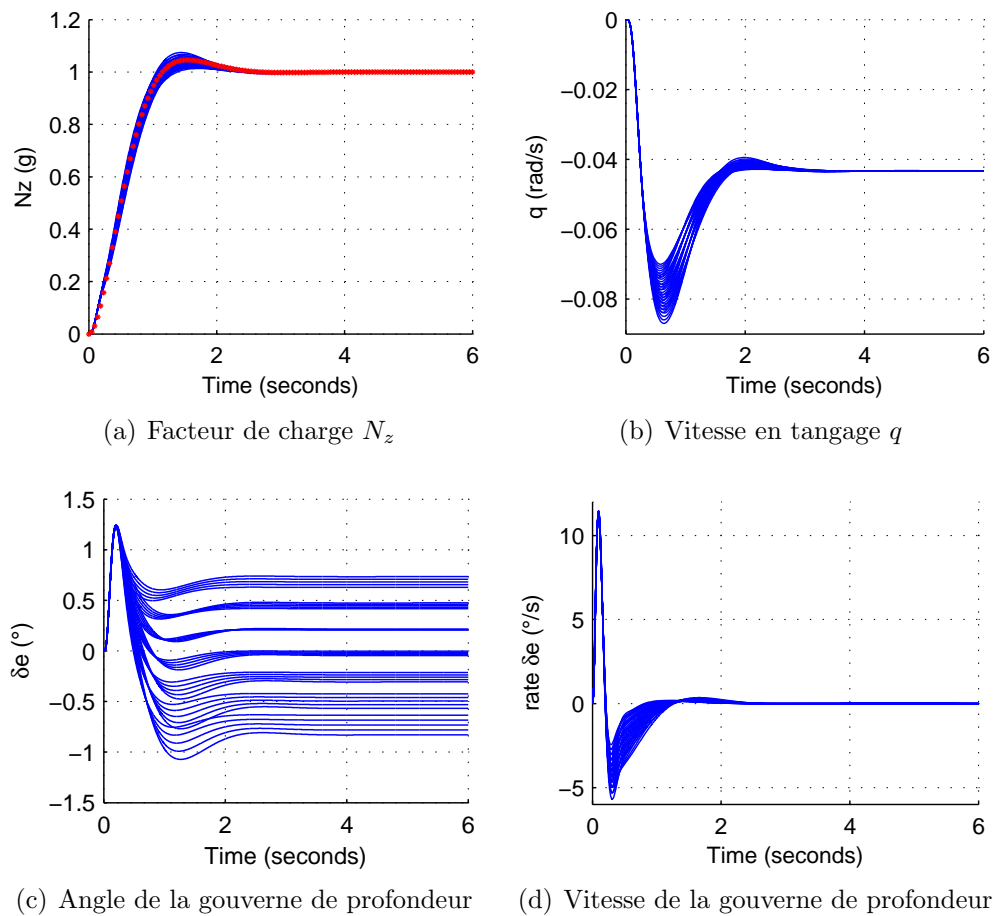 1.2
1
0.8
0.6
0.4
0.2
0
Nz (g)
0 2 4 6
Time (seconds)
(a) Facteur de charge N_z
0
−0.02
−0.04
−0.06
−0.08
q (rad/s)
0 2 4 6
Time (seconds)
(b) Vitesse en tangage q
1.5
1
0.5
0
−0.5
−1
−1.5
δe (°)
0 2 4 6
Time (seconds)
(c) Angle de la gouverne de profondeur
10
5
0
−5
rate δe (°/s)
0 2 4 6
Time (seconds)
(d) Vitesse de la gouverne de profondeur